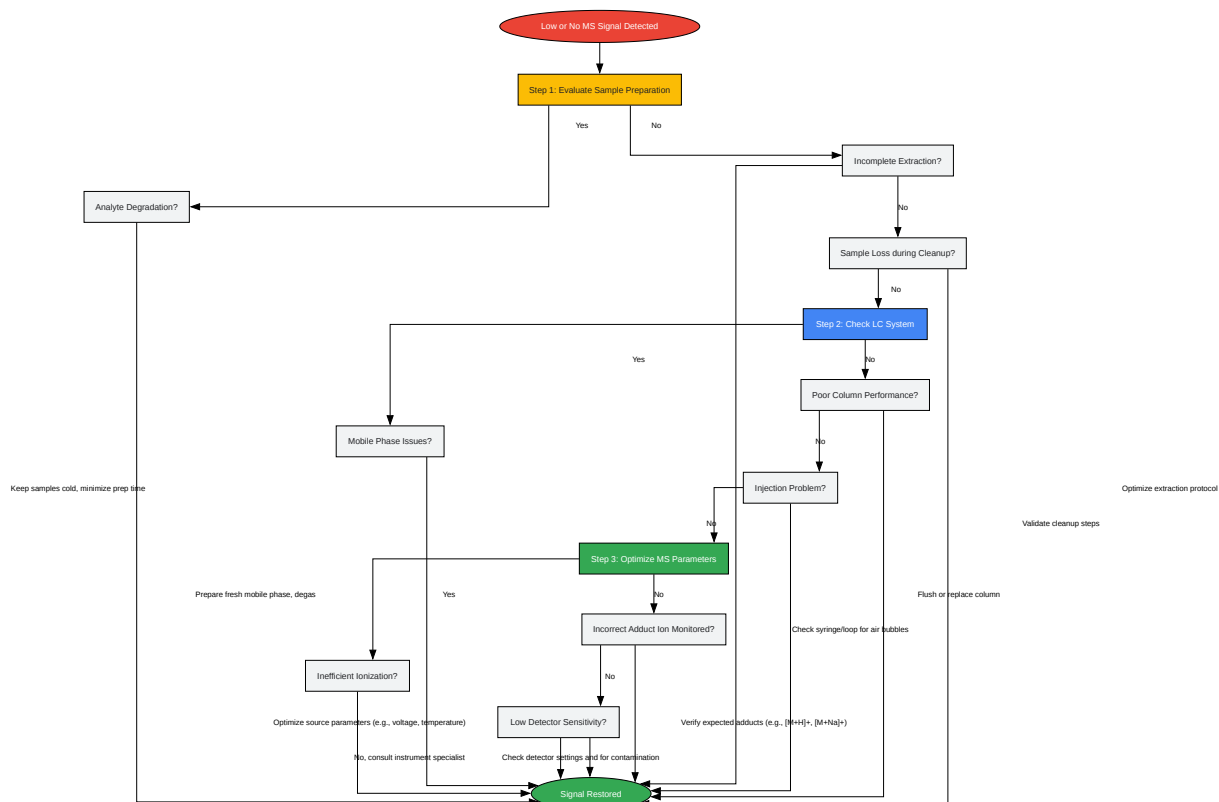 Low or No MS Signal Detected
Step 1: Evaluate Sample Preparation
Yes
No
Incomplete Extraction?
Analyte Degradation?
No
Sample Loss during Cleanup?
No
Step 2: Check LC System
Yes
No
Poor Column Performance?
Mobile Phase Issues?
No
Keep samples cold, minimize prep time
Injection Problem?
Optimize extraction protocol
No
Validate cleanup steps
Step 3: Optimize MS Parameters
Prepare fresh mobile phase, degas
Yes
No
Flush or replace column
Incorrect Adduct Ion Monitored?
Check syringe/loop for air bubbles
Inefficient Ionization?
No
Optimize source parameters (e.g., voltage, temperature)
Low Detector Sensitivity?
Verify expected adducts (e.g., [M+H]+, [M+Na]+)
No, consult instrument specialist
Check detector settings and for contamination
Signal Restored